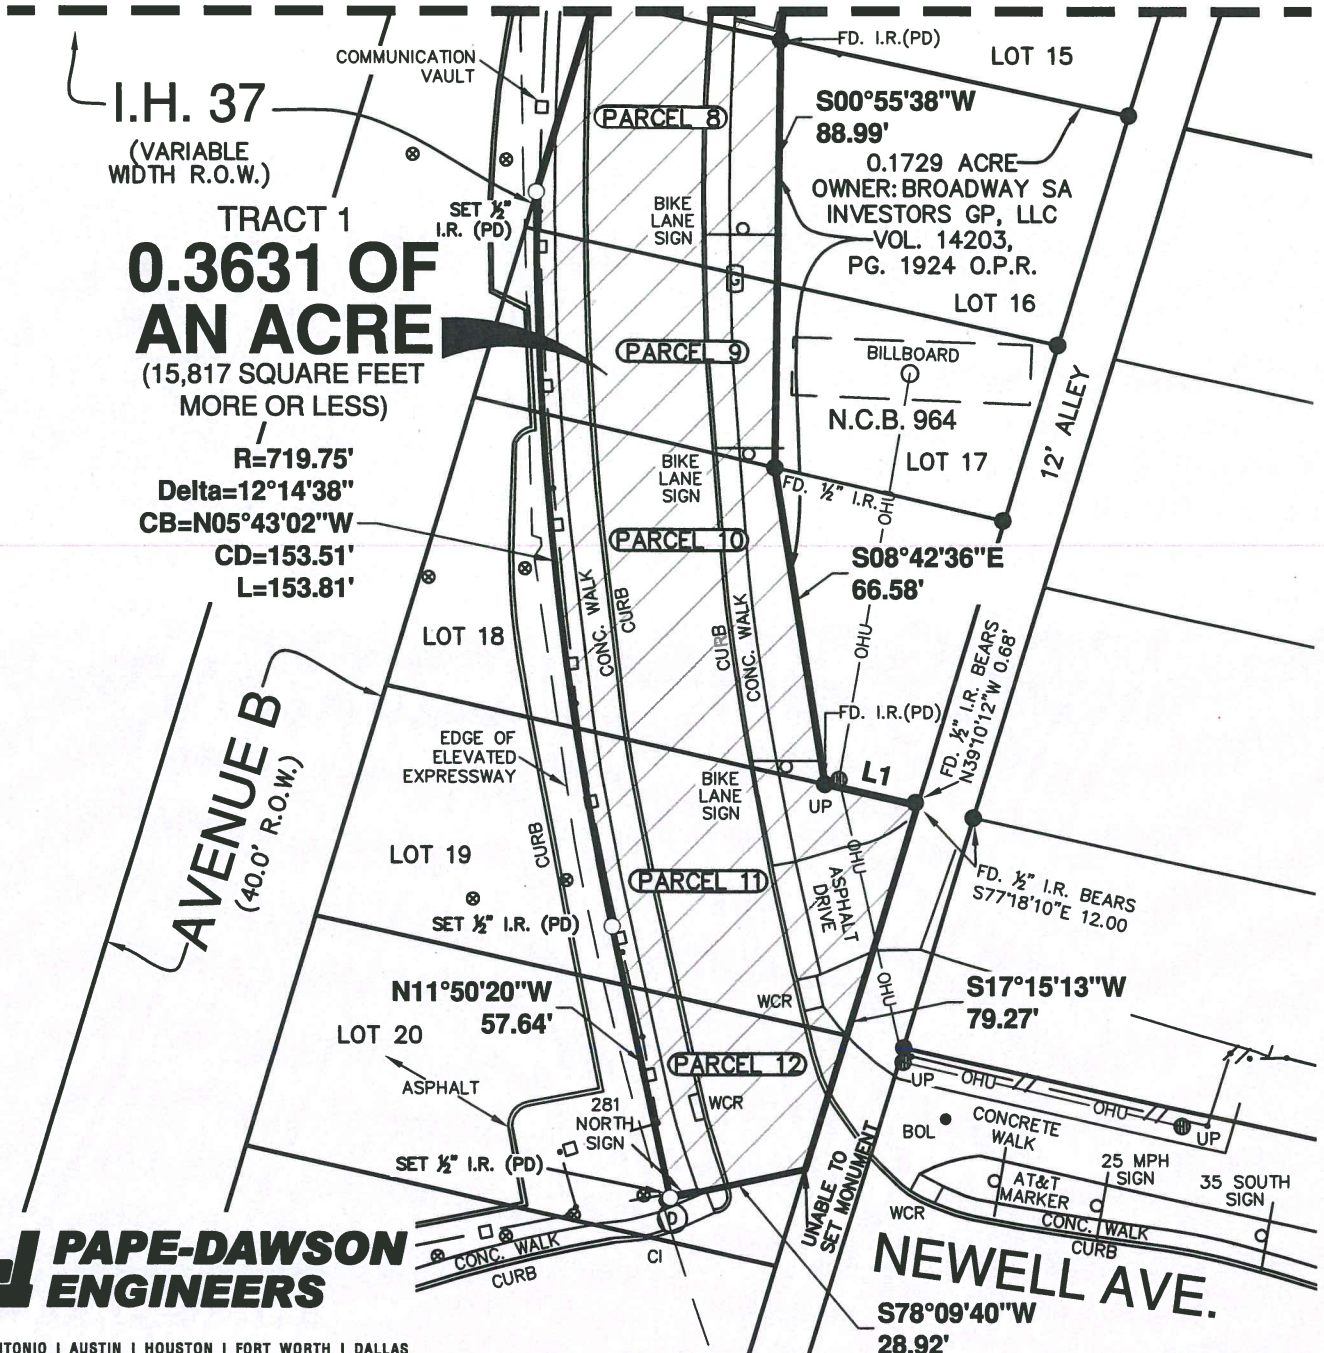 COMMUNICATION
VAULT
FD. I.R.(PD)
LOT 15
I.H. 37
(VARIABLE
WIDTH R.O.W.)
PARCEL 8
S00°55'38"W
88.99'
0.1729 ACRE
OWNER: BROADWAY SA
INVESTORS GP, LLC
VOL. 14203,
PG. 1924 O.P.R.
TRACT 1
0.3631 OF
AN ACRE
(15,817 SQUARE FEET
MORE OR LESS)
SET ½"
I.R. (PD)
BIKE
LANE
SIGN
G
LOT 16
PARCEL 9
BILLBOARD
N.C.B. 964
LOT 17
12' ALLEY
R=719.75'
Delta=12°14'38"
CB=N05°43'02"W
CD=153.51'
L=153.81'
BIKE
LANE
SIGN
FD. ½" I.R.
OHU
PARCEL 10
S08°42'36"E
66.58'
CONC. WALK
CURB
CURB
CONC. WALK
OHU
LOT 18
FD. ½" I.R. BEARS
N39°10'12"W 0.68'
AVENUE B
(40.0' R.O.W.)
FD. I.R.(PD)
EDGE OF
ELEVATED
EXPRESSWAY
BIKE
LANE
SIGN
UP
L1
LOT 19
CURB
OHU
ASPHALT
DRIVE
PARCEL 11
FD. ½" I.R. BEARS
S77°18'10"E 12.00
SET ½" I.R. (PD)
N11°50'20"W
57.64'
WCR
OHU
S17°15'13"W
79.27'
LOT 20
ASPHALT
PARCEL 12
UP
OHU
OHU
UP
281
NORTH
SIGN
WCR
BOL
CONCRETE
WALK
SET ½" I.R. (PD)
UNABLE TO
SET MONUMENT
25 MPH
SIGN
AT&T
MARKER
35 SOUTH
SIGN
WCR
CONC. WALK
CURB
D
CI
CONC. WALK
CURB
NEWELL AVE.
PAPE-DAWSON
ENGINEERS
S78°09'40"W
28.92'
TONIO | AUSTIN | HOUSTON | FORT WORTH | DALLAS